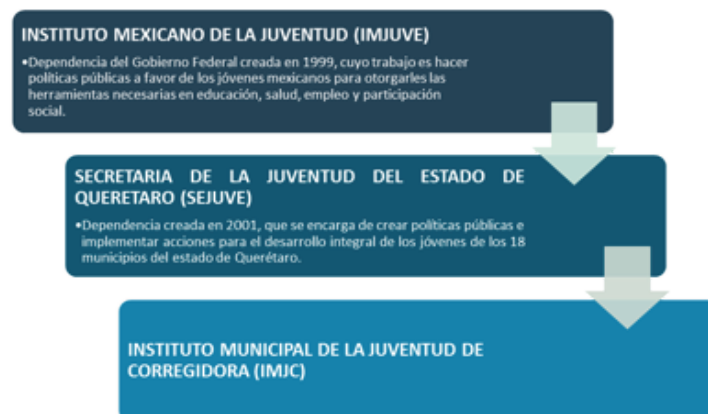 INSTITUTO MEXICANO DE LA JUVENTUD (IMJUVE)
•Dependencia del Gobierno Federal creada en 1999, cuyo trabajo es hacer
políticas públicas a favor de los jóvenes mexicanos para otorgarles las
herramientas necesarias en educación, salud, empleo y participación
social.
SECRETARIA DE LA JUVENTUD DEL ESTADO DE
QUERETARO (SEJUVE)
•Dependencia creada en 2001, que se encarga de crear políticas públicas e
implementar acciones para el desarrollo integral de los jóvenes de los 18
municipios del estado de Querétaro.
INSTITUTO MUNICIPAL DE LA JUVENTUD DE
CORREGIDORA (IMJC)